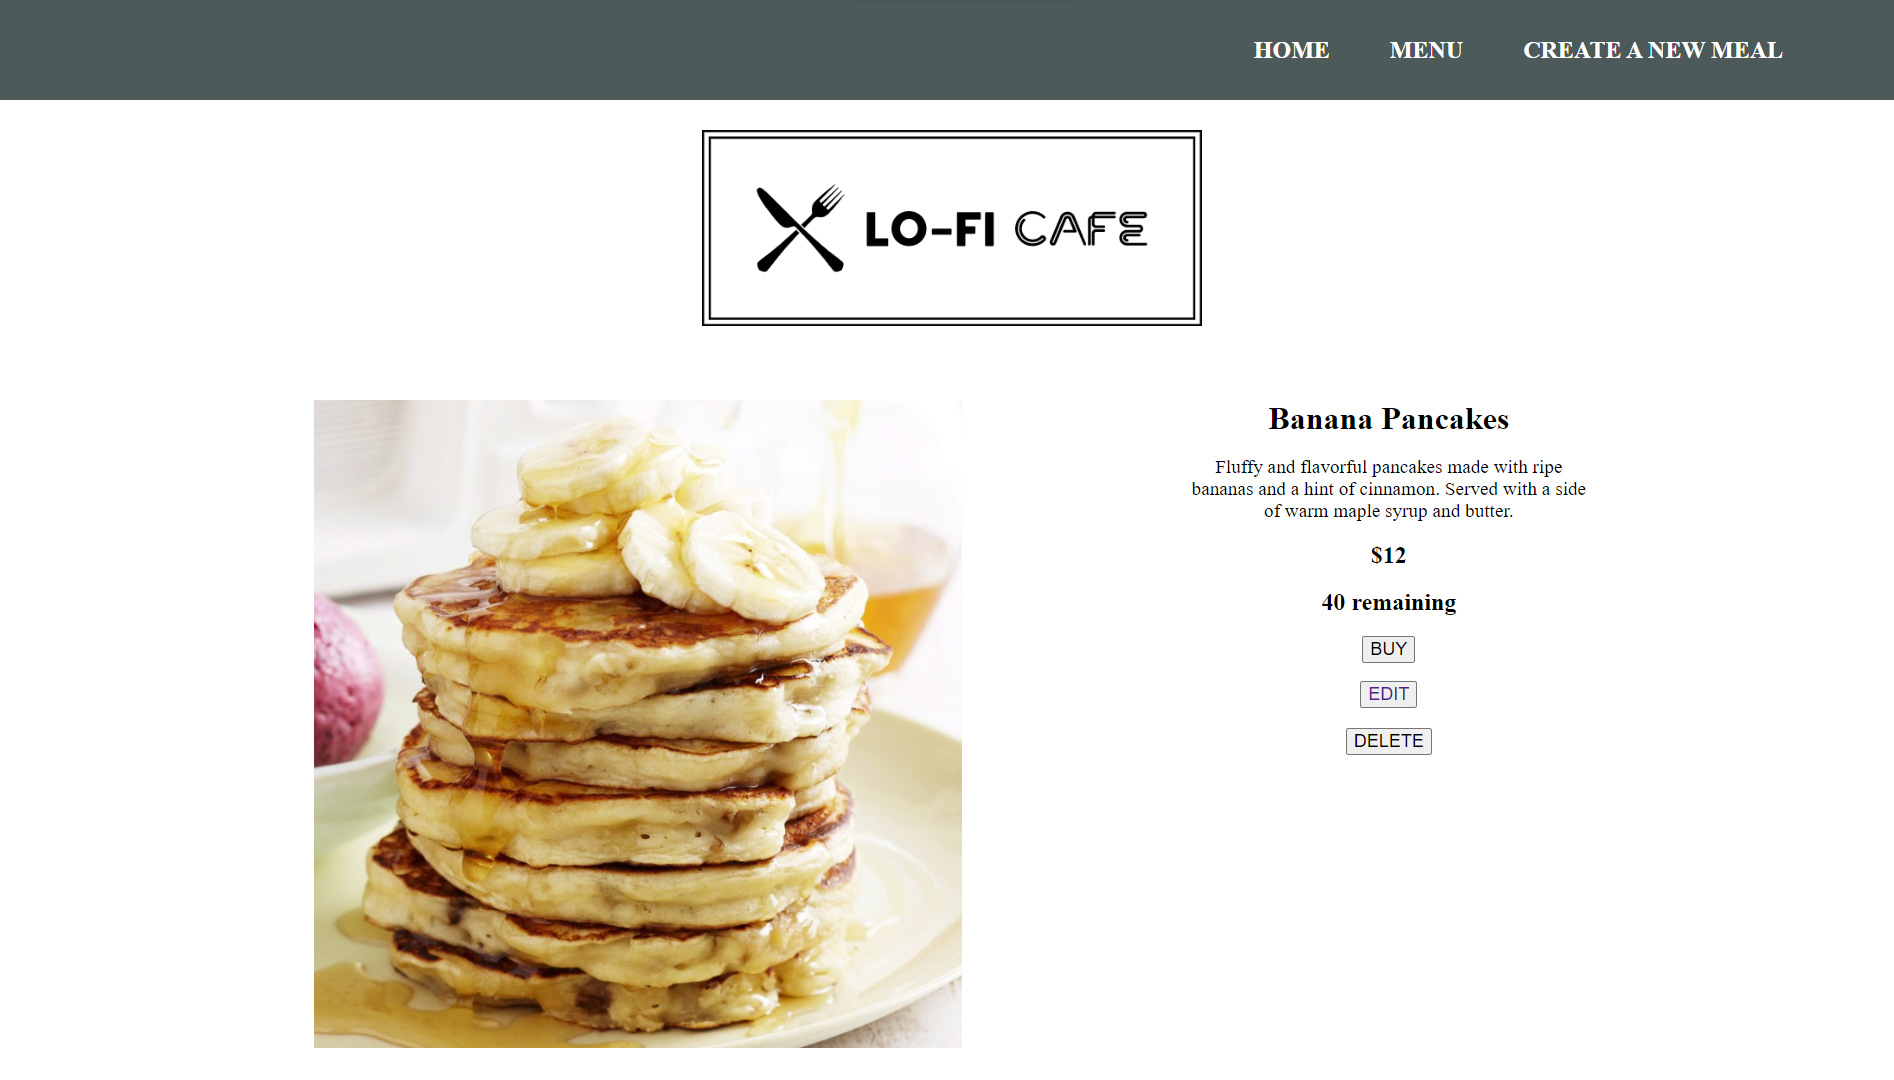 HOME MENU CREATE A NEW MEAL
LO-FI CAFE
Banana Pancakes
Fluffy and flavorful pancakes made with ripe
bananas and a hint of cinnamon. Served with a side
of warm maple syrup and butter.
$12
40 remaining
BUY
EDIT
DELETE